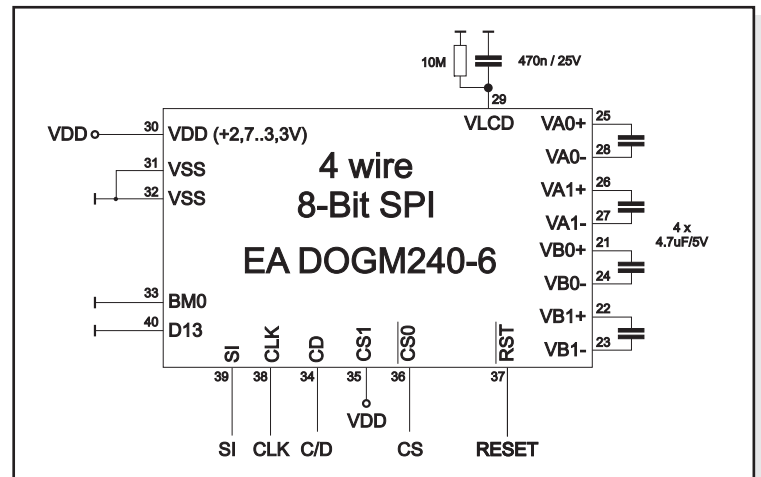 10M
470n / 25V
29
VLCD
VDD
30
VDD (+2,7..3,3V)
31
VSS
32
VSS
4 wire
8-Bit SPI
EA DOGM240-6
VA0+
25
VA0-
28
VA1+
26
VA1-
27
VB0+
21
VB0-
24
VB1+
22
VB1-
23
4 x
4.7uF/5V
33
BM0
40
D13
SI
CLK
CD
CS1
CS0
RST
39
38
34
35
36
37
VDD
SI
CLK
C/D
CS
RESET